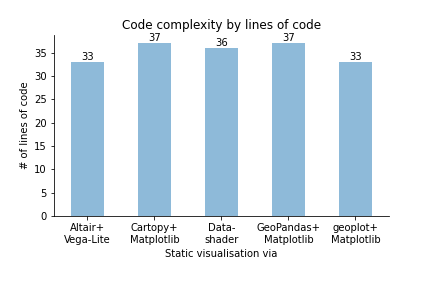 Code complexity by lines of code
# of lines of code
35
30
25
20
15
10
5
0
33
37
36
37
33
Altair+
Vega-Lite
Cartopy+
Matplotlib
Data-
shader
GeoPandas+
Matplotlib
geoplot+
Matplotlib
Static visualisation via